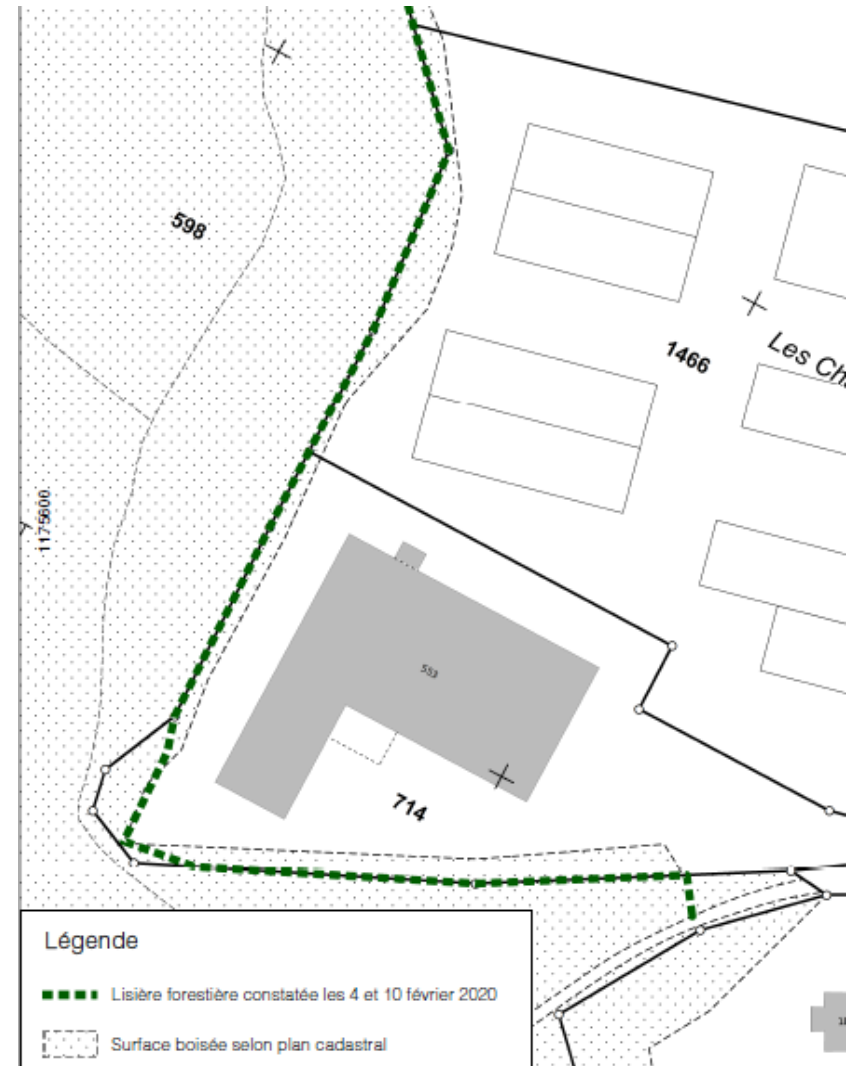 598
1466
Les Ch
1175600
553
714
Légende
Lisière forestière constatée les 4 et 10 février 2020
Surface boisée selon plan cadastral